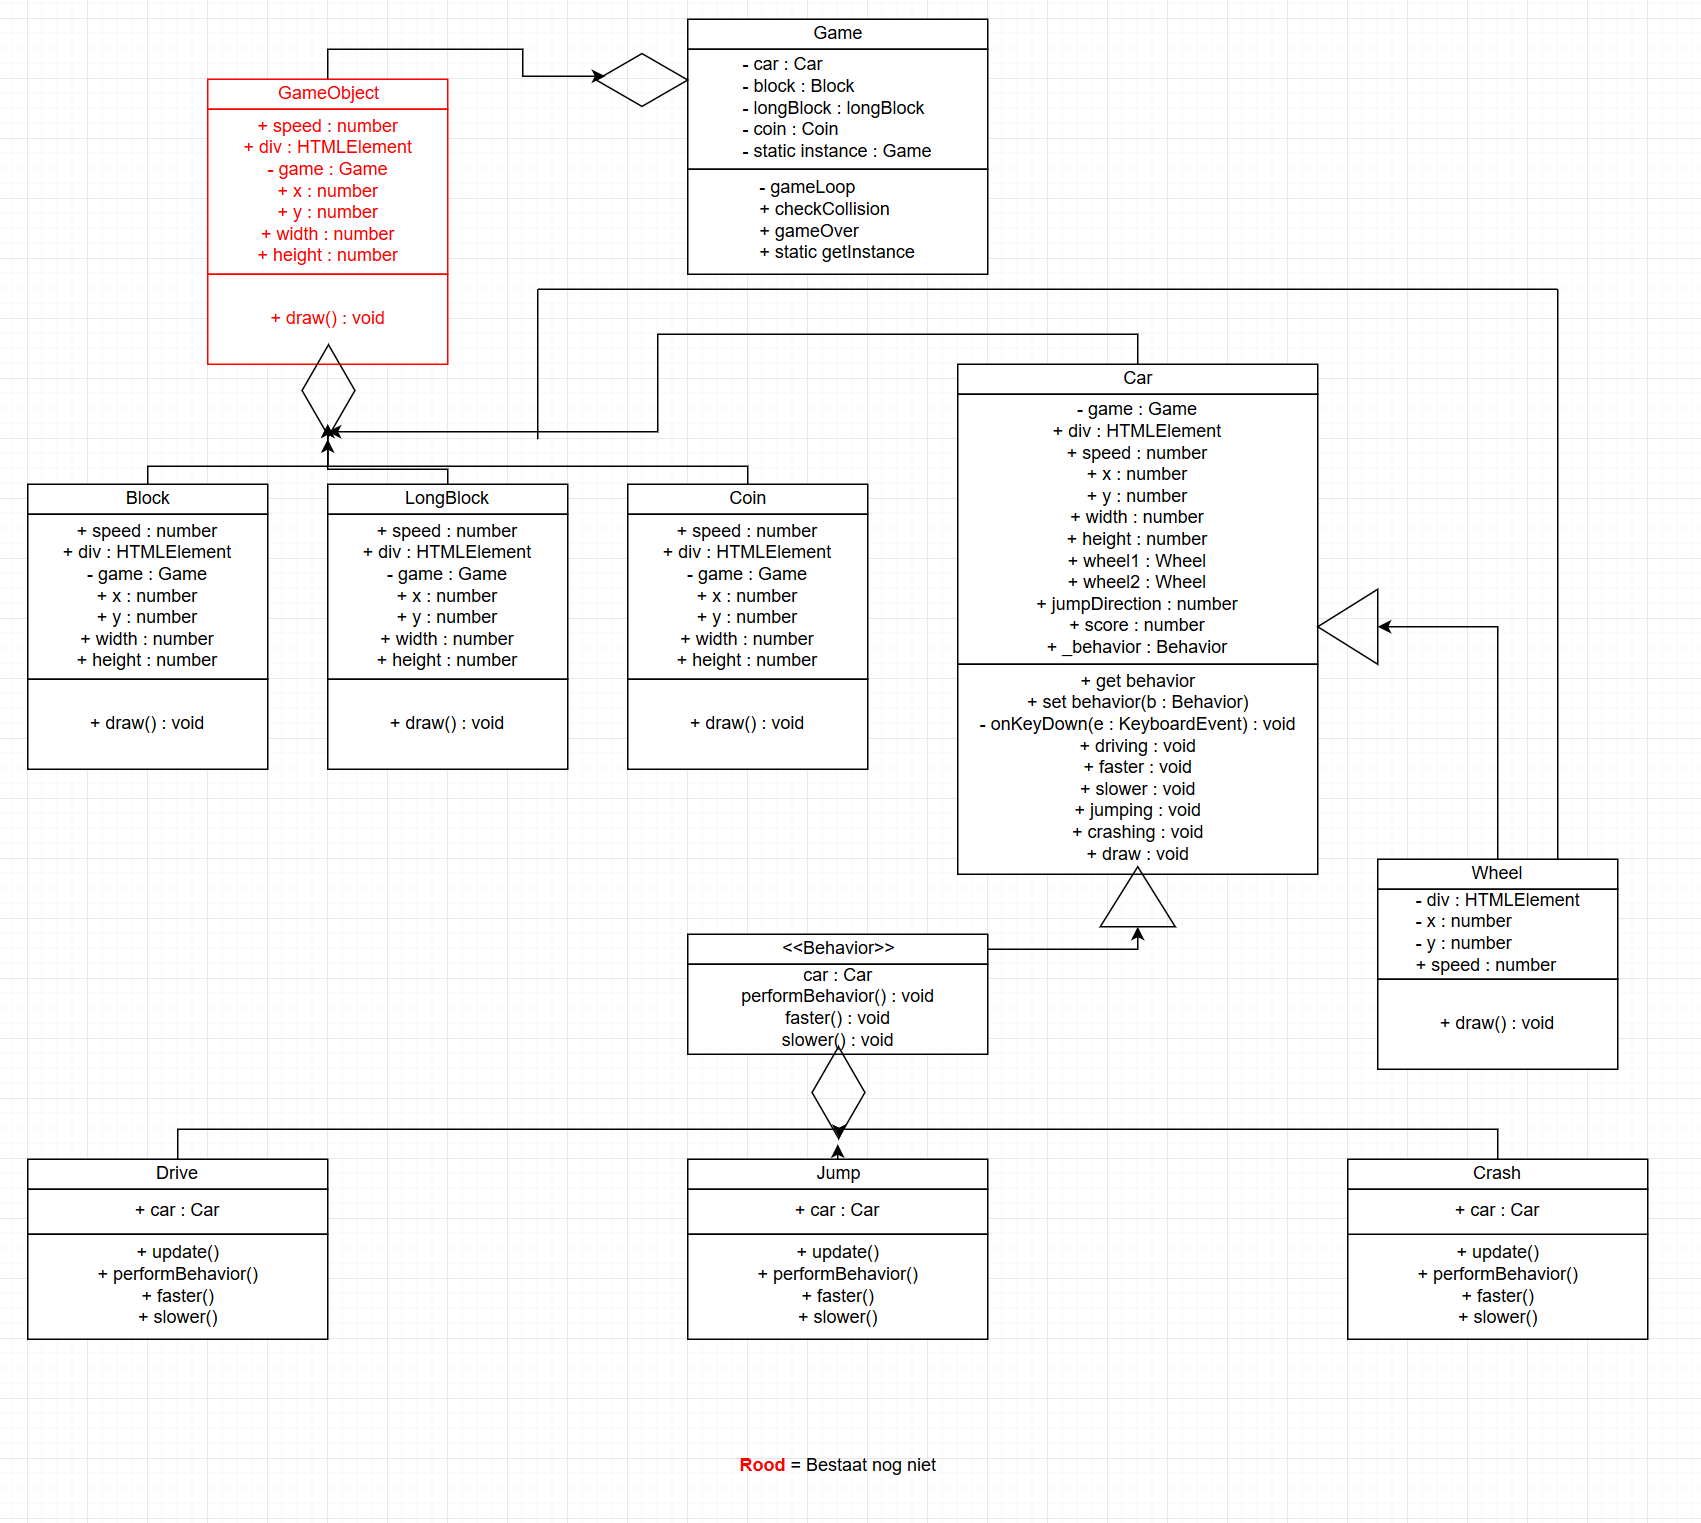 Game
- car : Car
- block : Block
- longBlock : longBlock
- coin : Coin
- static instance : Game
- gameLoop
+ checkCollision
+ gameOver
+ static getInstance
GameObject
+ speed : number
+ div : HTMLElement
- game : Game
+ x : number
+ y : number
+ width : number
+ height : number
+ draw() : void
Car
- game : Game
+ div : HTMLElement
+ speed : number
+ x : number
+ y : number
+ width : number
+ height : number
+ wheel1 : Wheel
+ wheel2 : Wheel
+ jumpDirection : number
+ score : number
+ _behavior : Behavior
+ get behavior
+ set behavior(b : Behavior)
- onKeyDown(e : KeyboardEvent) : void
+ driving : void
+ faster : void
+ slower : void
+ jumping : void
+ crashing : void
+ draw : void
Block
+ speed : number
+ div : HTMLElement
- game : Game
+ x : number
+ y : number
+ width : number
+ height : number
+ draw() : void
LongBlock
+ speed : number
+ div : HTMLElement
- game : Game
+ x : number
+ y : number
+ width : number
+ height : number
+ draw() : void
Coin
+ speed : number
+ div : HTMLElement
- game : Game
+ x : number
+ y : number
+ width : number
+ height : number
+ draw() : void
Wheel
- div : HTMLElement
- x : number
- y : number
+ speed : number
+ draw() : void
<<Behavior>>
car : Car
performBehavior() : void
faster() : void
slower() : void
Drive
+ car : Car
+ update()
+ performBehavior()
+ faster()
+ slower()
Jump
+ car : Car
+ update()
+ performBehavior()
+ faster()
+ slower()
Crash
+ car : Car
+ update()
+ performBehavior()
+ faster()
+ slower()
Rood = Bestaat nog niet